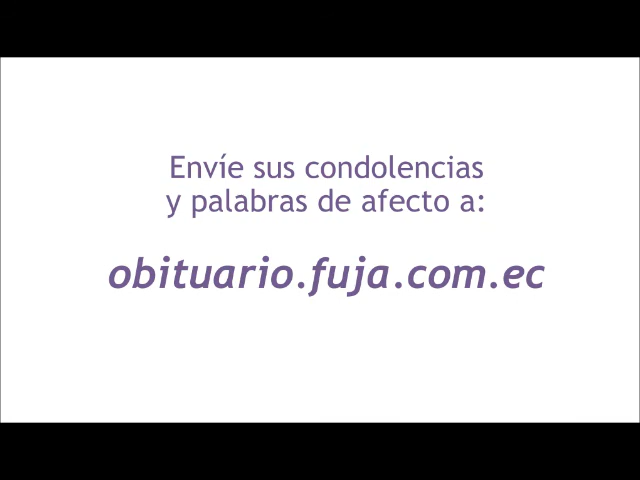 Envíe sus condolencias
y palabras de afecto a:
obituario.fuja.com.ec